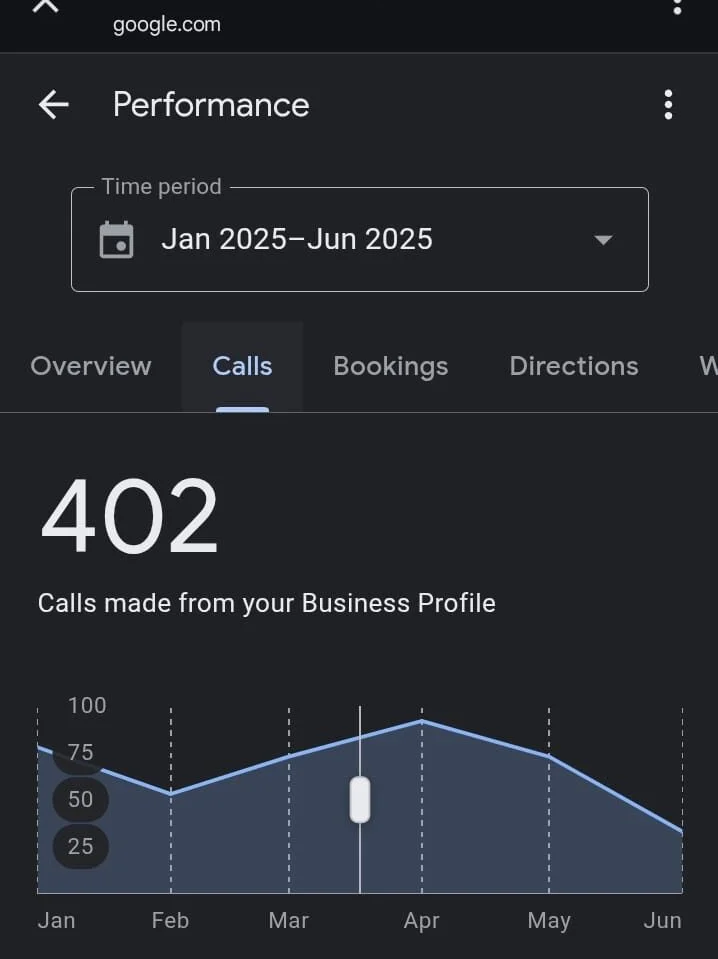 google.com
Performance
Time period
Jan 2025–Jun 2025
Overview Calls Bookings Directions W
402
Calls made from your Business Profile
100
75
50
25
Jan Feb Mar Apr May Jun